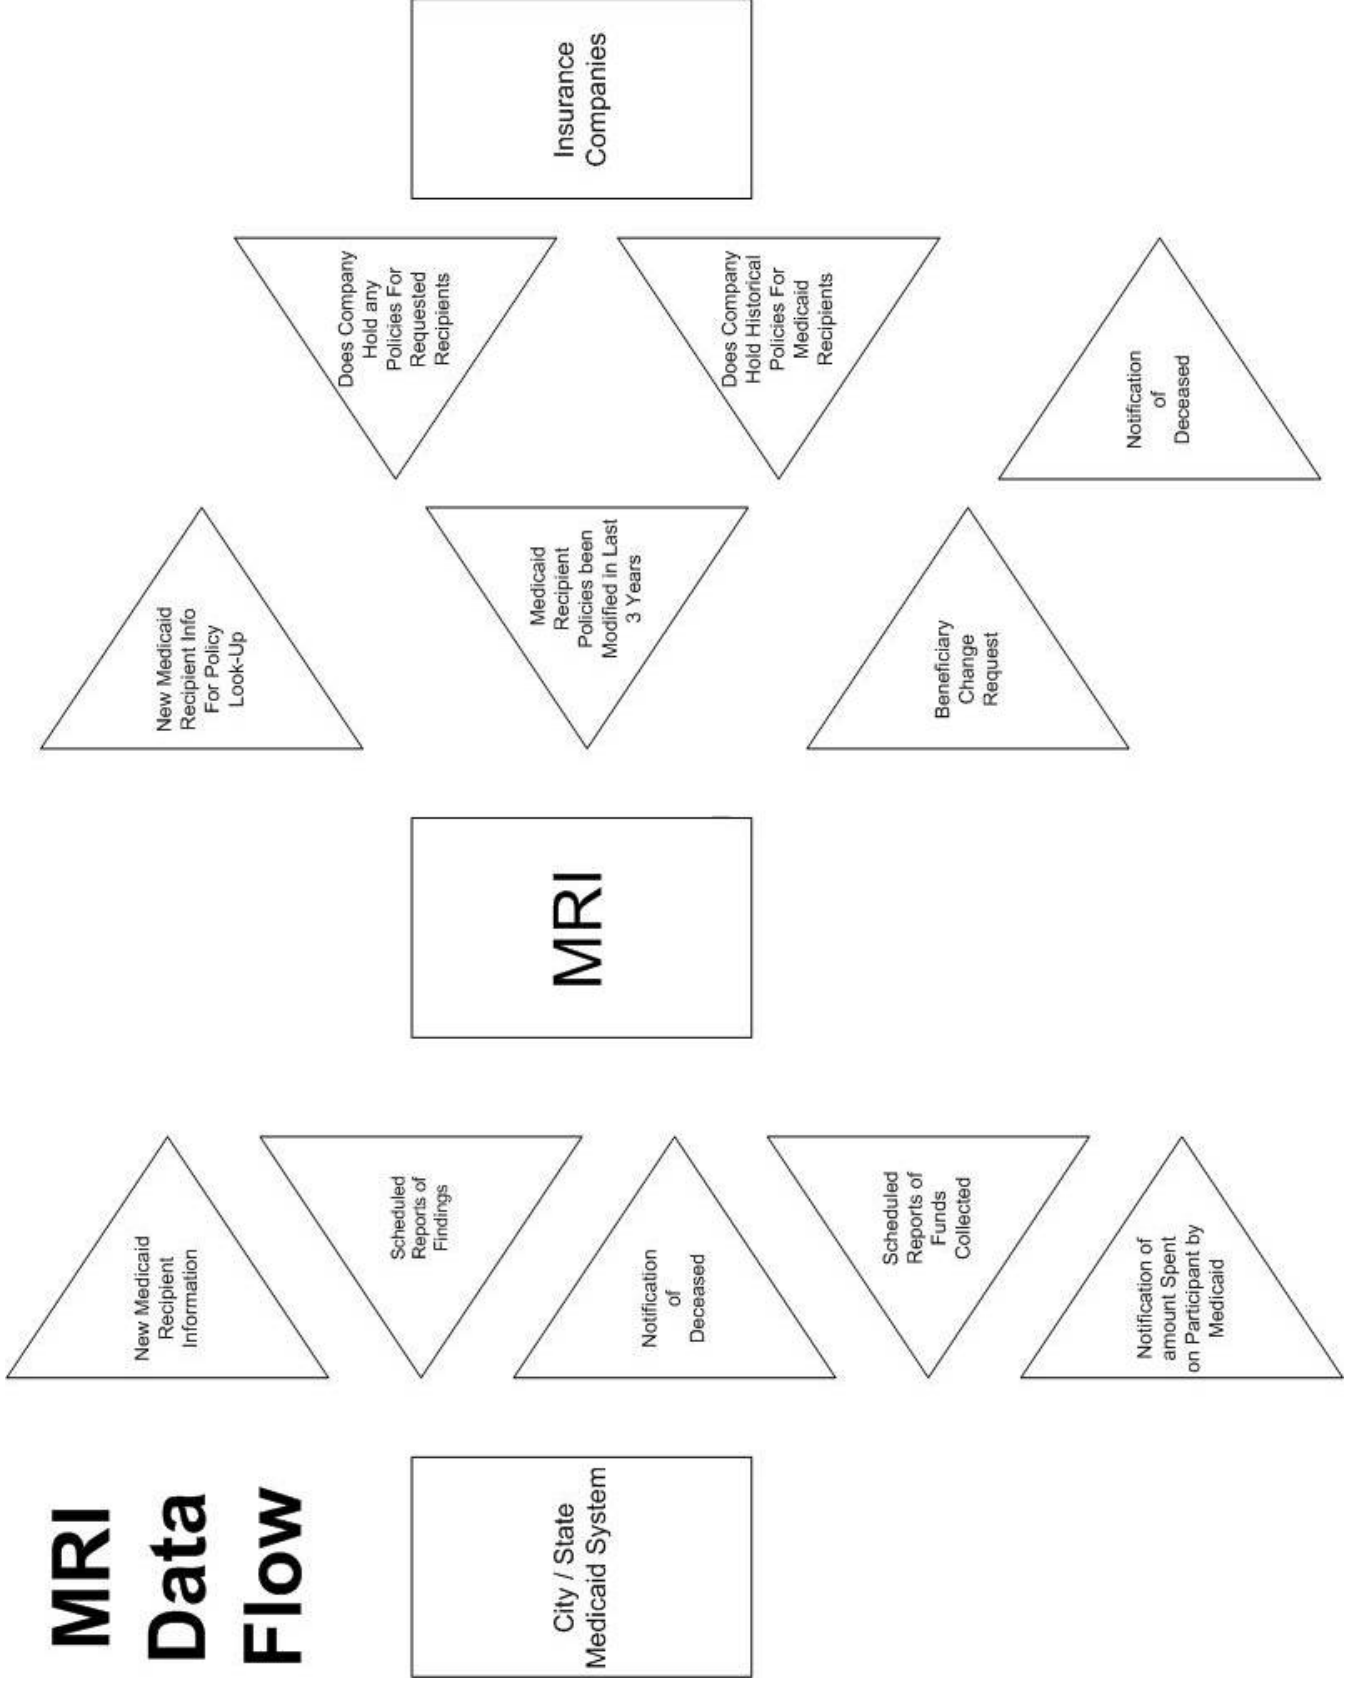 MRI
Data
Flow
City / State
Medicaid System
New Medicaid
Recipient
Information
Scheduled
Reports of
Findings
Notification
of
Deceased
Scheduled
Reports of
Funds
Collected
Notification of
amount Spent
on Participant by
Medicaid
MRI
New Medicaid
Recipient Info
For Policy
Look-Up
Medicaid
Recipient
Policies been
Modified in Last
3 Years
Beneficiary
Change
Request
Does Company
Hold any
Policies For
Requested
Recipients
Does Company
Hold Historical
Policies For
Medicaid
Recipients
Notification
of
Deceased
Insurance
Companies